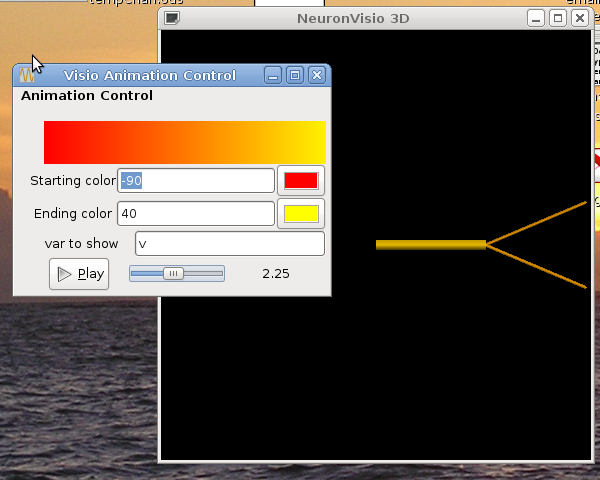 NeuronVisio 3D
Visio Animation Control
Animation Control
Starting color -90
Ending color 40
var to show v
Play 2.25